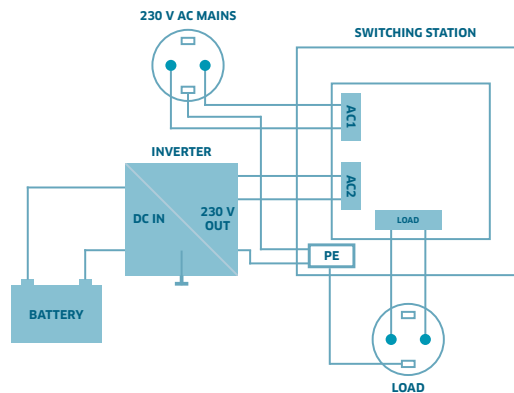 230 V AC MAINS
SWITCHING STATION
AC1
INVERTER
AC2
DC IN
230 V
OUT
LOAD
PE
BATTERY
LOAD